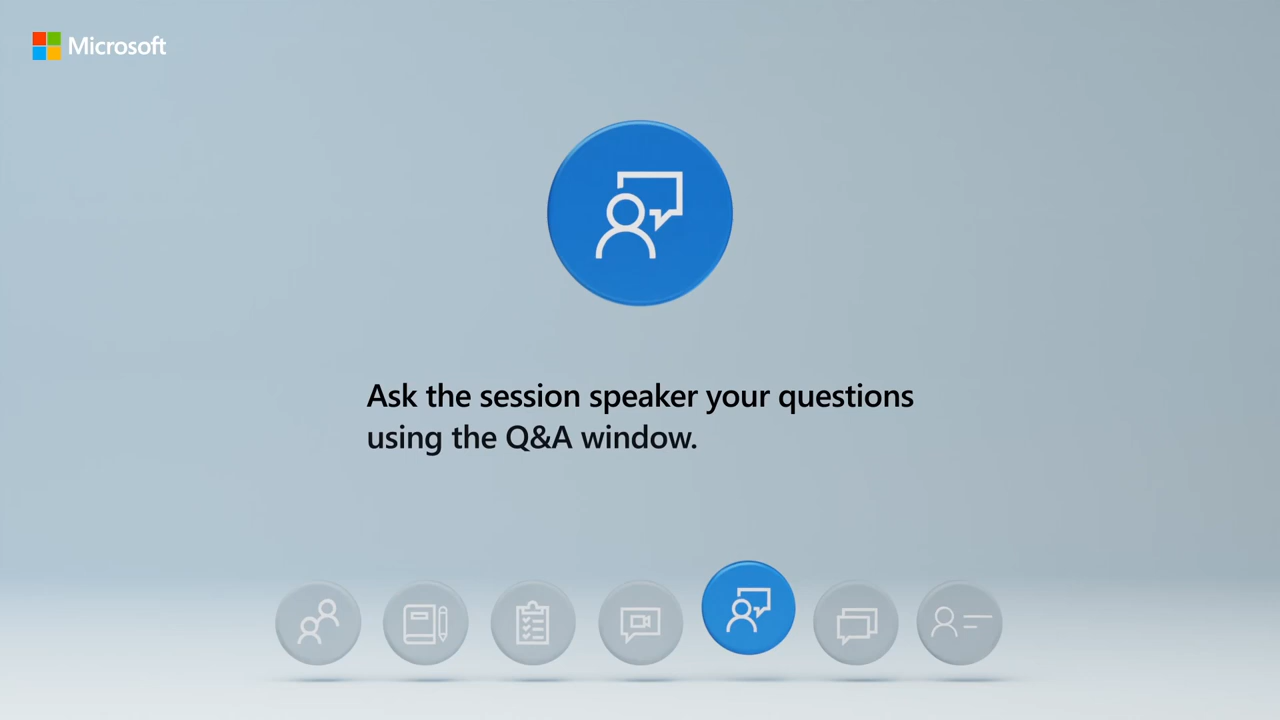 Microsoft
Ask the session speaker your questions
using the Q&A window.